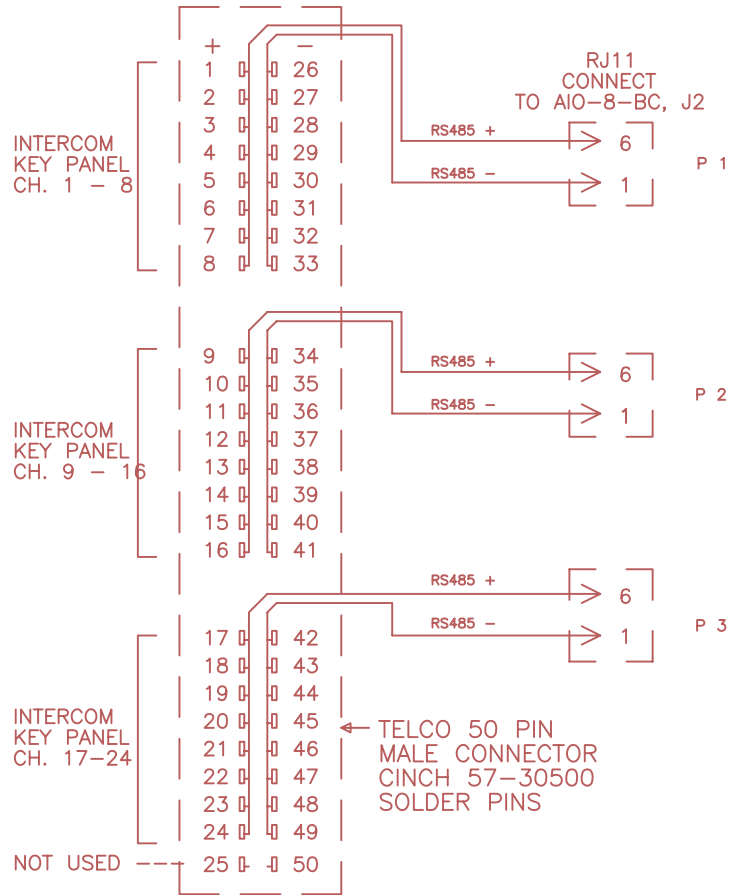 + −
1 26
2 27
3 28
4 29
5 30
6 31
7 32
8 33
INTERCOM
KEY PANEL
CH. 1 − 8
RJ11
CONNECT
TO AIO−8−BC, J2
RS485 +
6
RS485 −
1
P 1
9 34
10 35
11 36
12 37
13 38
14 39
15 40
16 41
INTERCOM
KEY PANEL
CH. 9 − 16
RS485 +
6
RS485 −
1
P 2
17 42
18 43
19 44
20 45
21 46
22 47
23 48
24 49
INTERCOM
KEY PANEL
CH. 17−24
RS485 +
6
RS485 −
1
P 3
TELCO 50 PIN
MALE CONNECTOR
CINCH 57−30500
SOLDER PINS
NOT USED
25 50